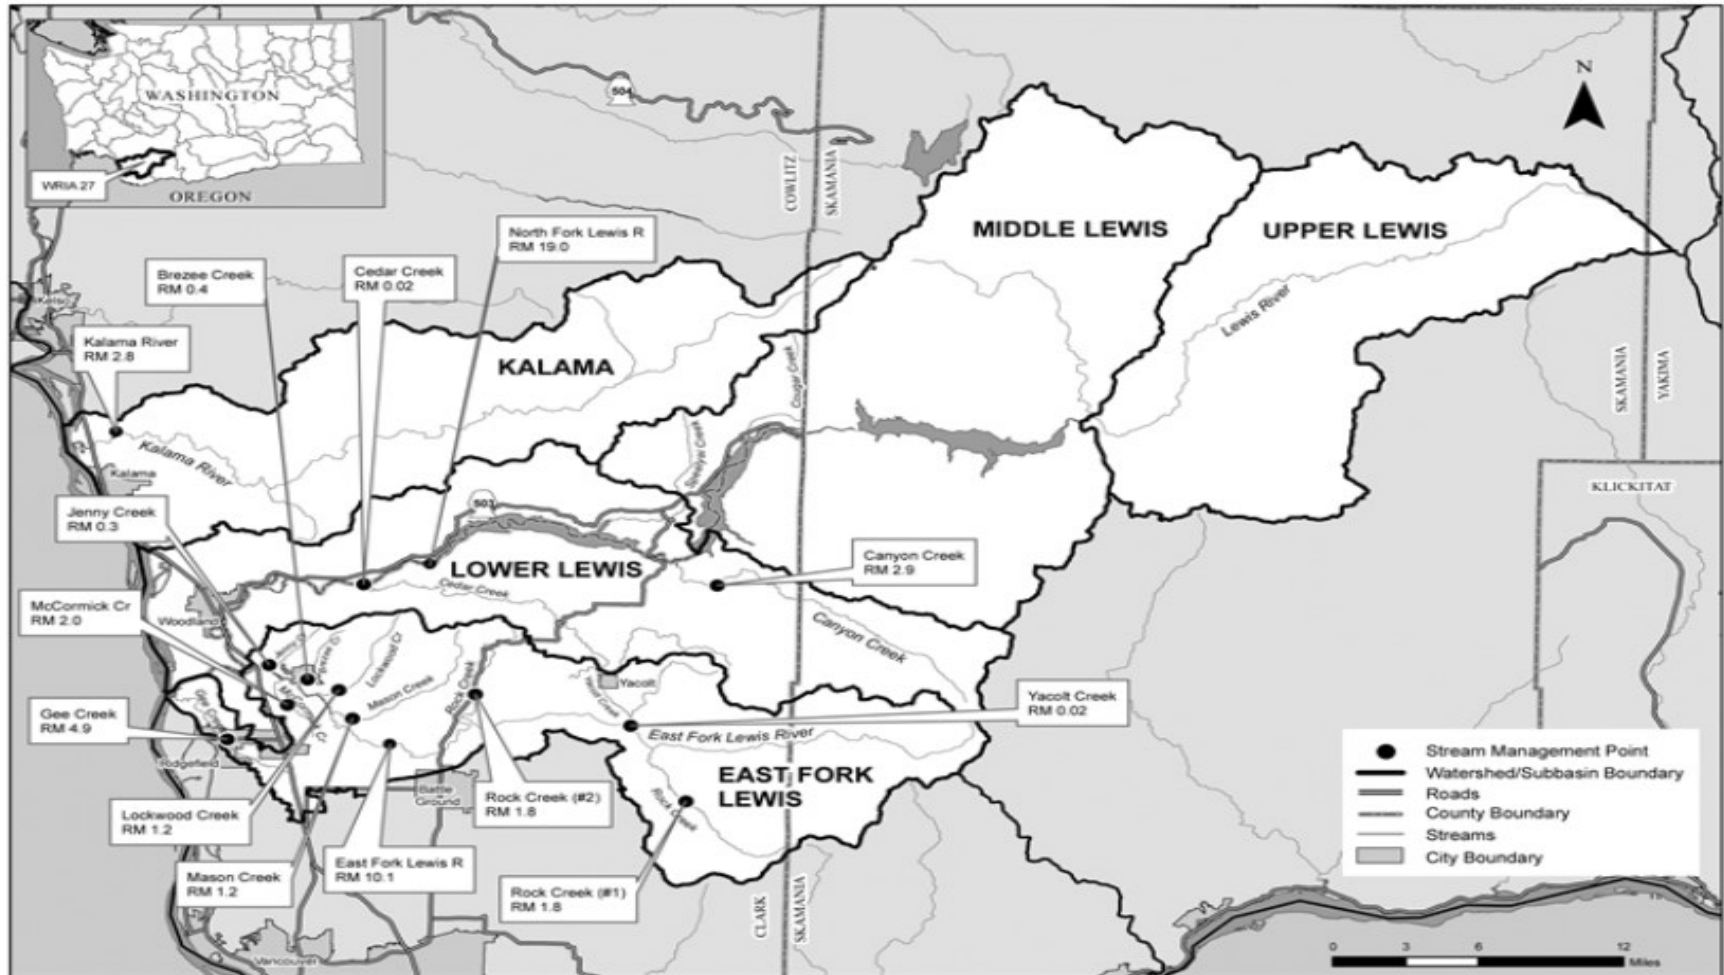 WASHINGTON
WRIA 27
OREGON
504
COWLITZ
SKAMANIA
N
MIDDLE LEWIS
UPPER LEWIS
Lewis River
North Fork Lewis R
RM 19.0
Brezee Creek
RM 0.4
Cedar Creek
RM 0.02
Kelso
Kalama River
RM 2.8
KALAMA
Cougar Creek
SKAMANIA
YAKIMA
Kalama River
Kalama
Speelyai Creek
KLICKITAT
Jenny Creek
RM 0.3
503
LOWER LEWIS
Cedar Creek
Canyon Creek
RM 2.9
McCormick Cr
RM 2.0
Woodland
Canyon Creek
Lockwood Cr
Mason Creek
Rock Creek
Yacolt
Yacolt Creek
RM 0.02
Gee Creek
RM 4.9
Gee Creek
East Fork Lewis River
Ridgefield
EAST FORK
LEWIS
Rock Creek
Battle
Ground
Rock Creek (#2)
RM 1.8
Lockwood Creek
RM 1.2
East Fork Lewis R
RM 10.1
Mason Creek
RM 1.2
Rock Creek (#1)
RM 1.8
CLARK
SKAMANIA
Vancouver
Stream Management Point
Watershed/Subbasin Boundary
Roads
County Boundary
Streams
City Boundary
0 3 6 12
Miles